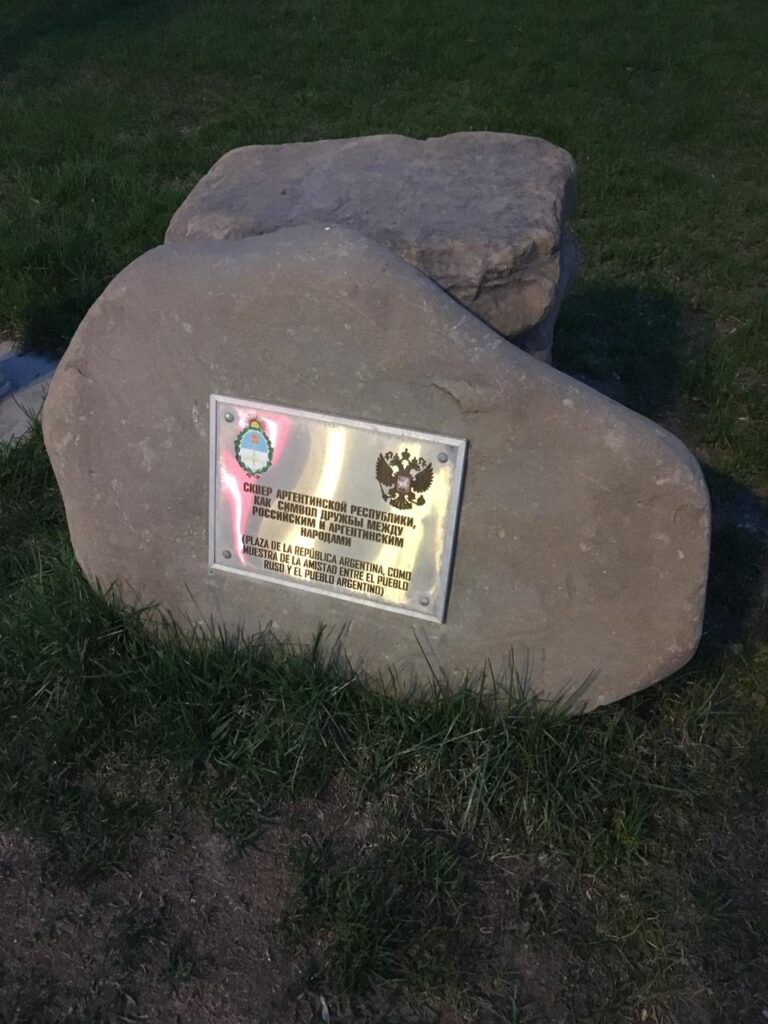 СКВЕР АРГЕНТИНСКОЙ РЕСПУБЛИКИ,
КАК СИМВОЛ ДРУЖБЫ МЕЖДУ
РОССИЙСКИМ И АРГЕНТИНСКИМ
НАРОДАМИ
(PLAZA DE LA REPÚBLICA ARGENTINA, COMO
MUESTRA DE LA AMISTAD ENTRE EL PUEBLO
RUSO Y EL PUEBLO ARGENTINO)